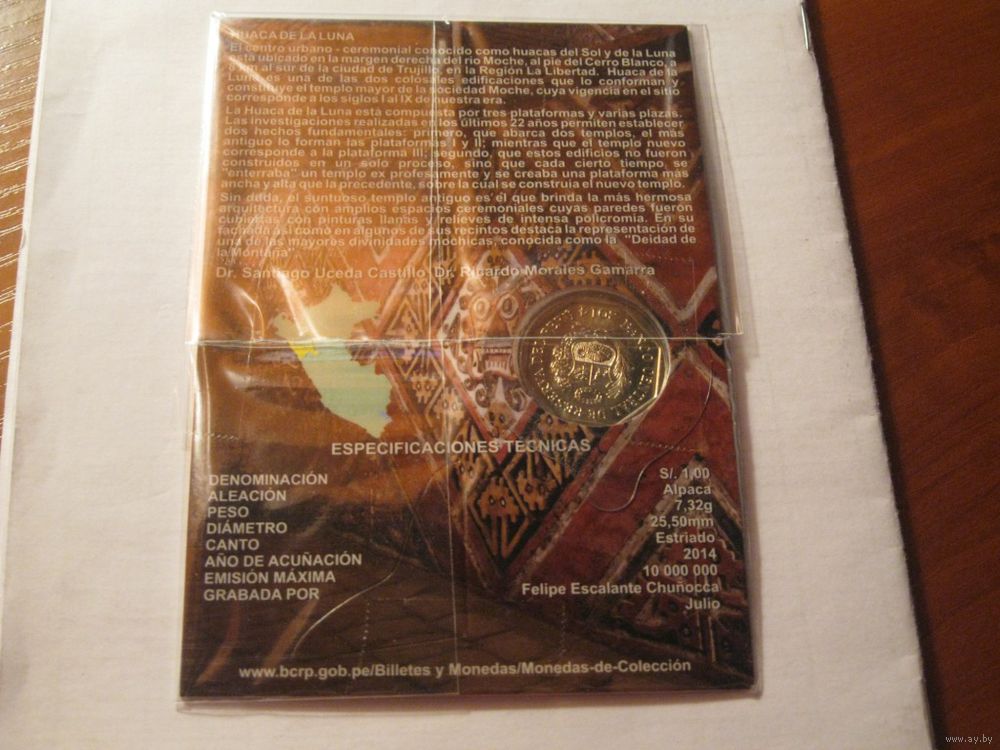 HUACA DE LA LUNA
El centro urbano - ceremonial conocido como huacas del Sol y de la Luna
está ubicado en la margen derecha del río Moche, al pie del Cerro Blanco, a
8 km al sur de la ciudad de Trujillo, en la Región La Libertad. Huaca de la
Luna es una de las dos colosales edificaciones que lo conforman y
constituye el templo mayor de la sociedad Moche, cuya vigencia en el sitio
corresponde a los siglos I al IX de nuestra era.
La Huaca de la Luna está compuesta por tres plataformas y varias plazas.
Las investigaciones realizadas en los últimos 22 años permiten establecer
dos hechos fundamentales: primero, que abarca dos templos, el más
antiguo lo forman las plataformas I y II; mientras que el templo nuevo
corresponde a la plataforma III; segundo, que estos edificios no fueron
construidos en un solo proceso, sino que cada cierto tiempo se
"enterraba" un templo ex profesamente y se creaba una plataforma más
ancha y alta que la precedente, sobre la cual se construía el nuevo templo.
Sin duda, el suntuoso templo antiguo es el que brinda la más hermosa
arquitectura con amplios espacios ceremoniales cuyas paredes fueron
cubiertas con pinturas llanas y relieves de intensa policromía. En su
fachada así como en algunos de sus recintos destaca la representación de
una de las mayores divinidades mochicas, conocida como la "Deidad de
la Montaña"
Dr. Santiago Uceda Castillo, Dr. Ricardo Morales Gamarra
CENTRAL DE RESERVA DEL PERÚ
ESPECIFICACIONES TÉCNICAS
DENOMINACIÓN S/. 1,00
ALEACIÓN Alpaca
PESO 7,32g
DIÁMETRO 25,50mm
CANTO Estriado
AÑO DE ACUÑACIÓN 2014
EMISIÓN MÁXIMA 10 000 000
GRABADA POR Felipe Escalante Chuñocca
Julio
www.bcrp.gob.pe/Billetes y Monedas/Monedas-de-Colección
www.ay.by